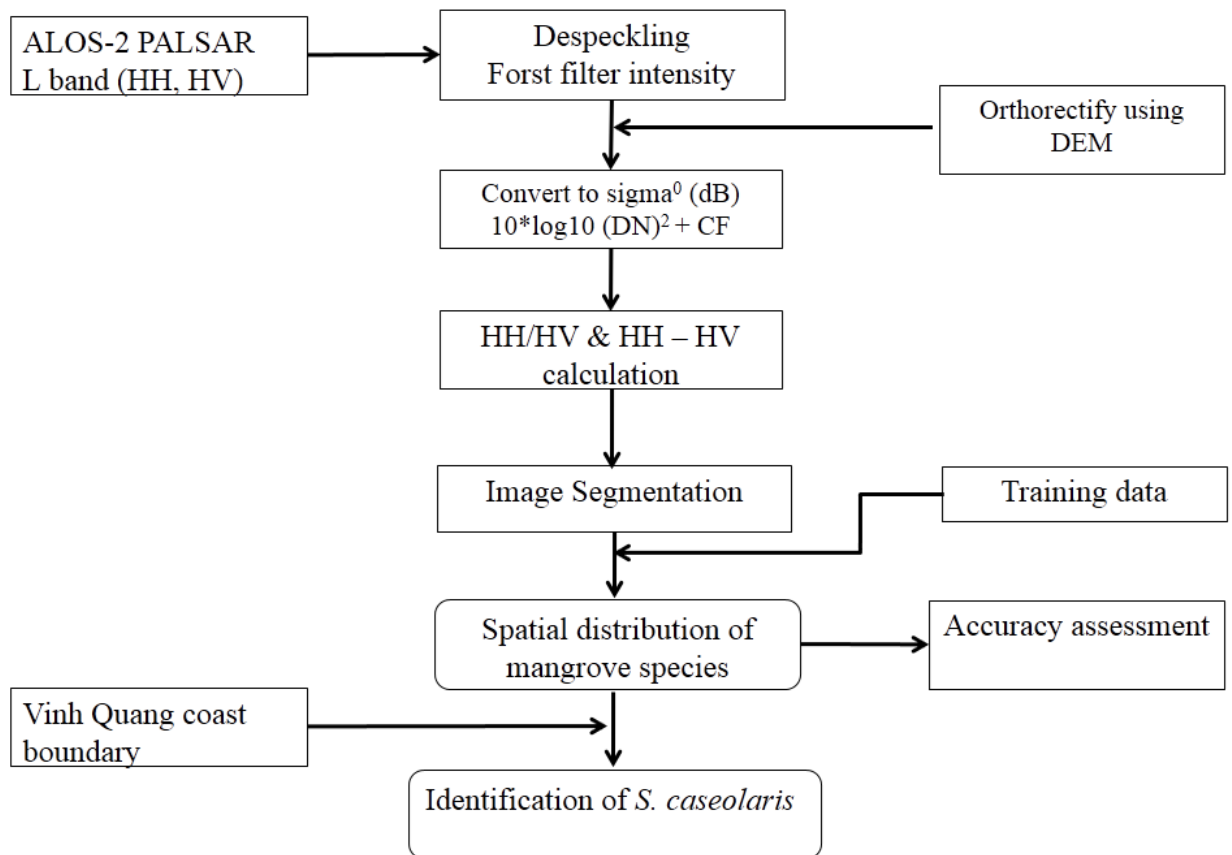 ALOS-2 PALSAR
L band (HH, HV)
Despeckling
Forst filter intensity
Orthorectify using
DEM
Convert to sigma⁰ (dB)
10*log10 (DN)² + CF
HH/HV & HH – HV
calculation
Image Segmentation
Training data
Spatial distribution of
mangrove species
Accuracy assessment
Vinh Quang coast
boundary
Identification of S. caseolaris